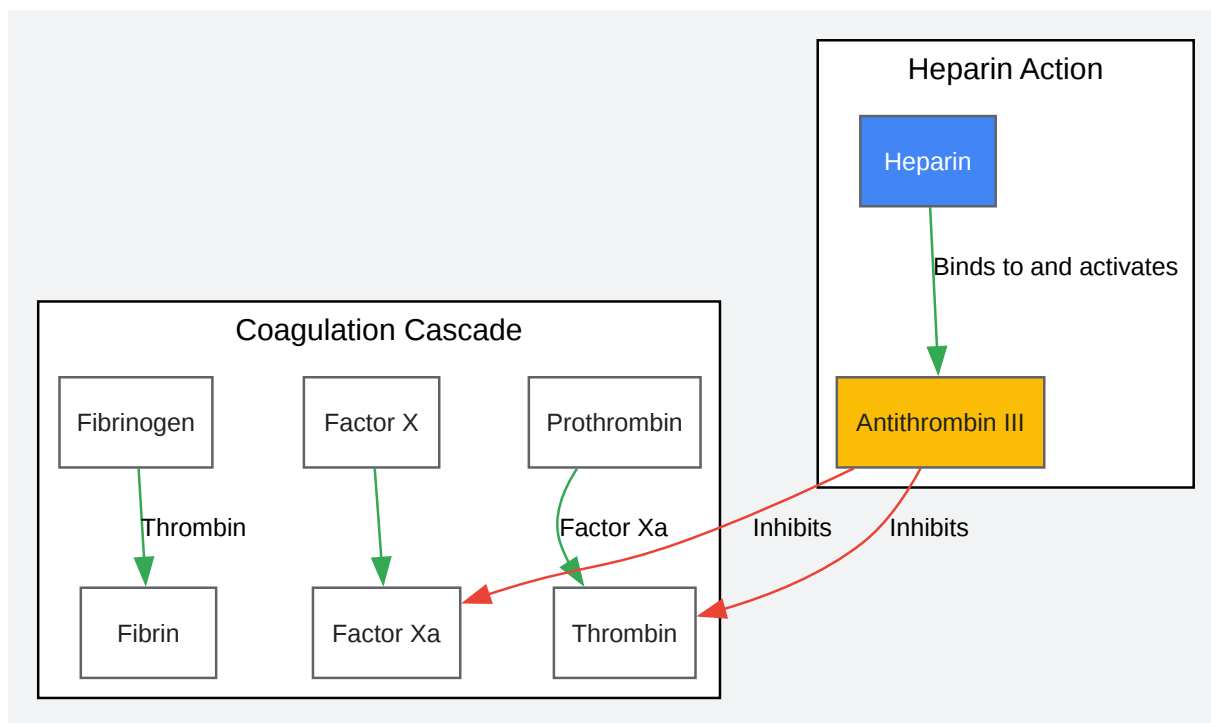 Heparin Action
Heparin
Binds to and activates
Coagulation Cascade
Fibrinogen
Factor X
Prothrombin
Antithrombin III
Thrombin
Factor Xa
Inhibits
Inhibits
Fibrin
Factor Xa
Thrombin